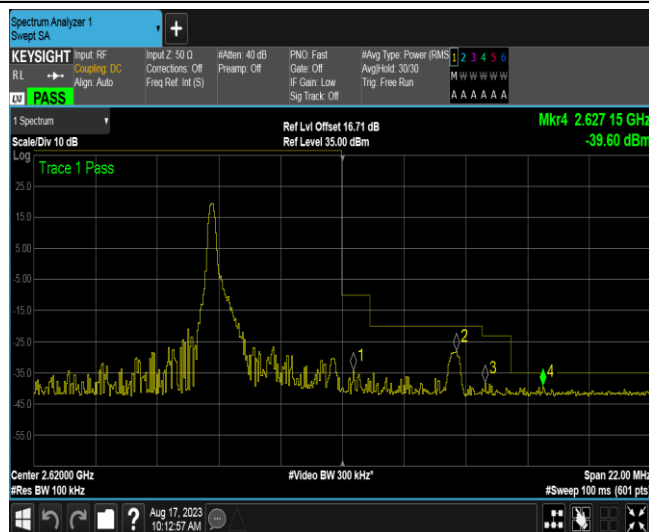 Spectrum Analyzer 1
Swept SA
+
KEYSIGHT Input: RF Input Z: 50 Ω #Atten: 40 dB PNO: Fast #Avg Type: Power (RMS 1 2 3 4 5 6
RL Coupling: DC Corrections: Off Preamp: Off Gate: Off Avg|Hold: 30/30 M W W W W W
Align: Auto Freq Ref: Int (S) IF Gain: Low Trig: Free Run
LXI PASS Sig Track: Off A A A A A A
1 Spectrum Ref Lvl Offset 16.71 dB Mkr4 2.627 15 GHz
Scale/Div 10 dB Ref Level 35.00 dBm -39.60 dBm
Log
Trace 1 Pass
25.0
15.0
5.00
-5.00
-15.0
-25.0
-35.0
-45.0
-55.0
1
2
3
4
Center 2.62000 GHz #Video BW 300 kHz* Span 22.00 MHz
#Res BW 100 kHz #Sweep 100 ms (601 pts)
? Aug 17, 2023
10:12:57 AM